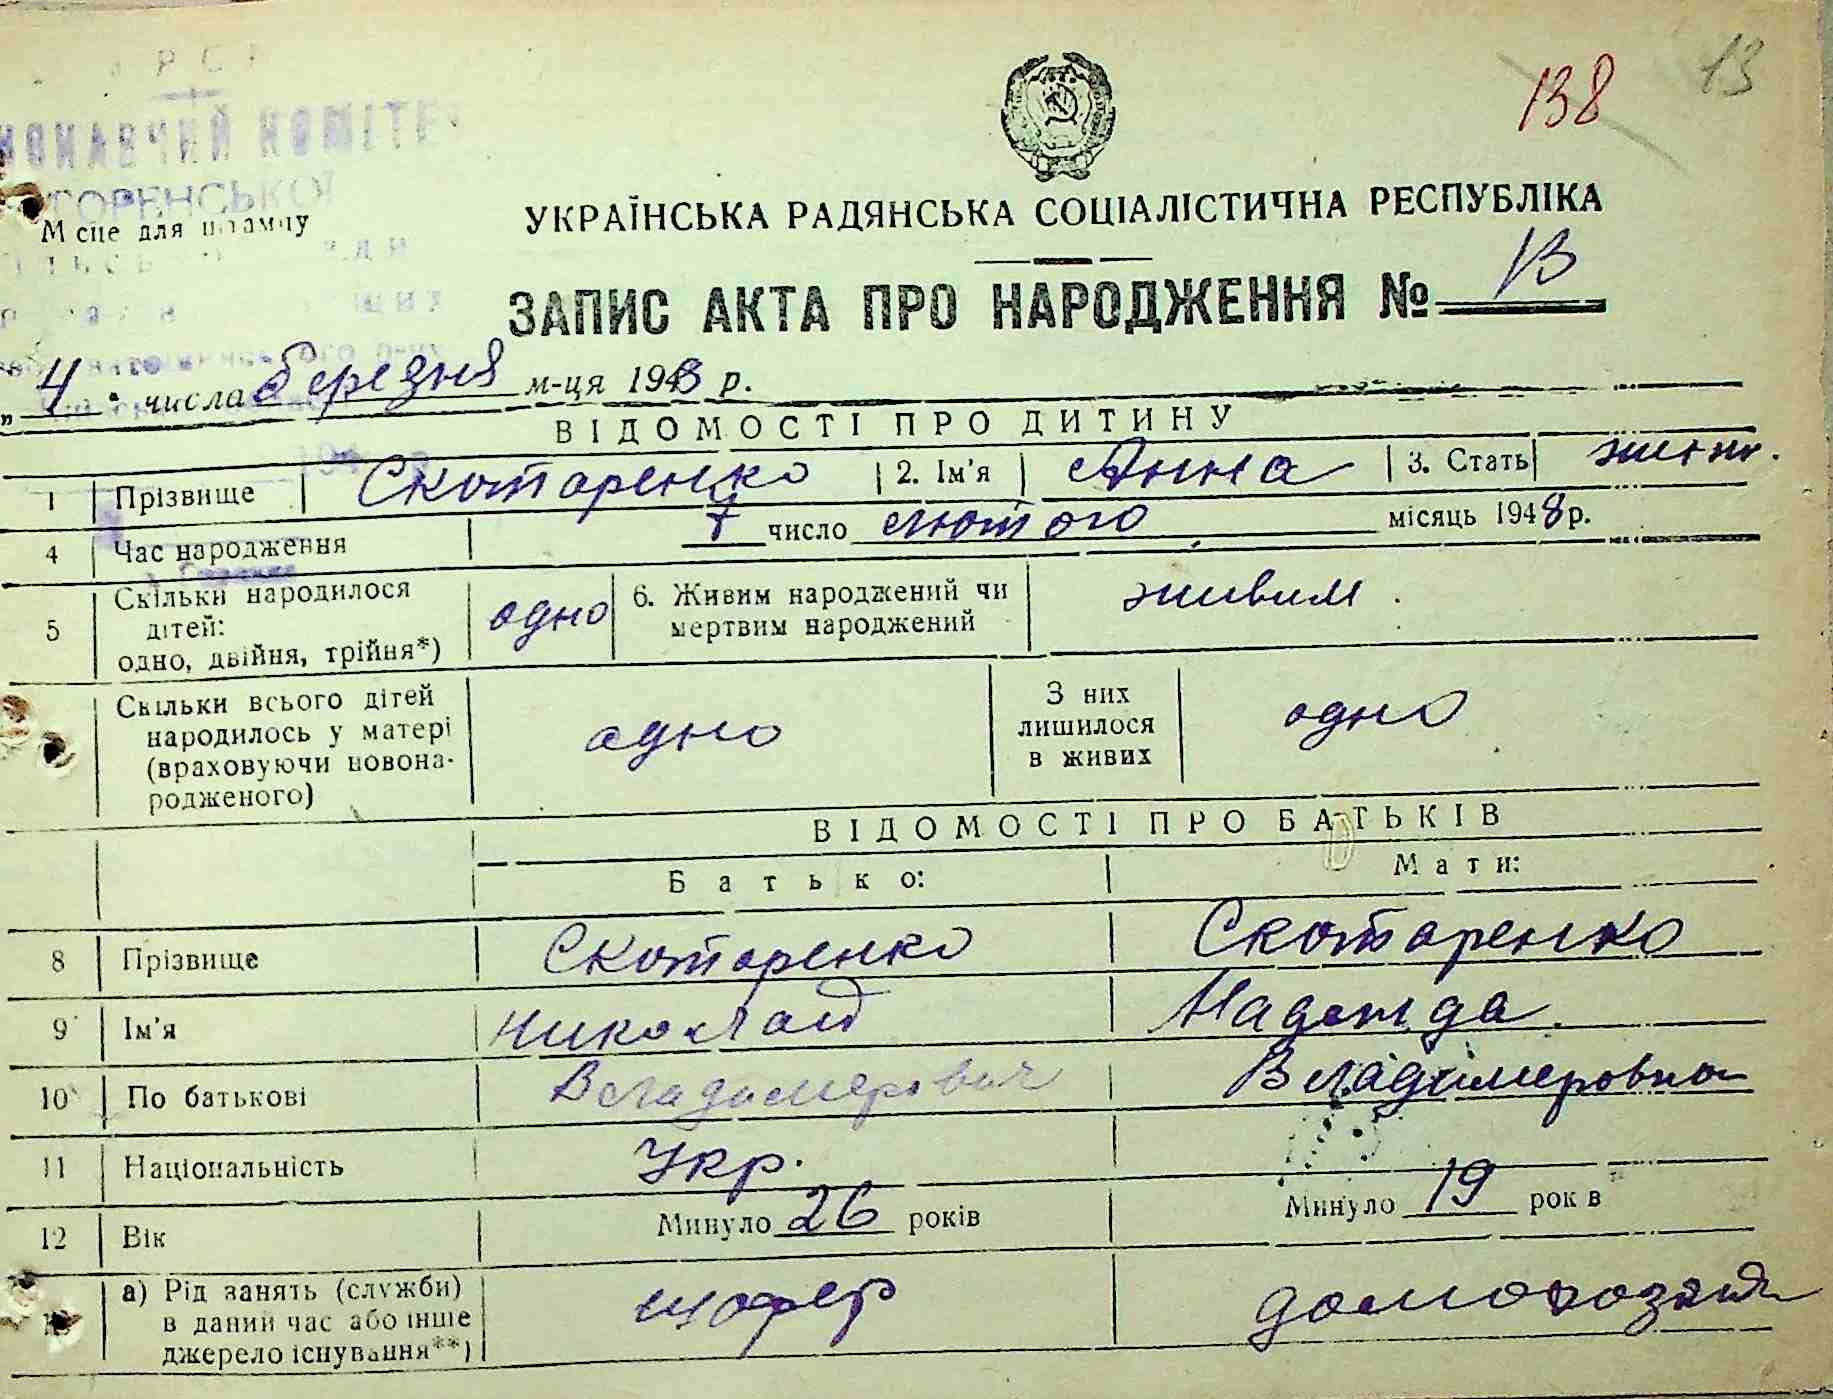 138 13
КОМІТЕ
Місце для штампу
УКРАЇНСЬКА РАДЯНСЬКА СОЦІАЛІСТИЧНА РЕСПУБЛІКА
ЗАПИС АКТА ПРО НАРОДЖЕННЯ № 13
„4" числа березня м-ця 1948 р.
ВІДОМОСТІ ПРО ДИТИНУ
1 Прізвище Скотаренко 2. Ім'я Анна 3. Стать
4 Час народження 7 число лютого місяць 1948 р.
5 Скільки народилося
дітей:
одно, двійня, трійня*) одно 6. Живим народжений чи
мертвим народжений живим.
Скільки всього дітей
народилось у матері
(враховуючи новона-
родженого) одно З них
лишилося
в живих одно
ВІДОМОСТІ ПРО БАТЬКІВ
Батько: Мати:
8 Прізвище Скотаренко Скотаренко
9 Ім'я Николай Надежда
10 По батькові Владимерович Владимеровна
11 Національність Укр.
12 Вік Минуло 26 років Минуло 19 років
13 а) Рід занять (служби)
в даний час або інше
джерело існування**) шофер домохозяйка